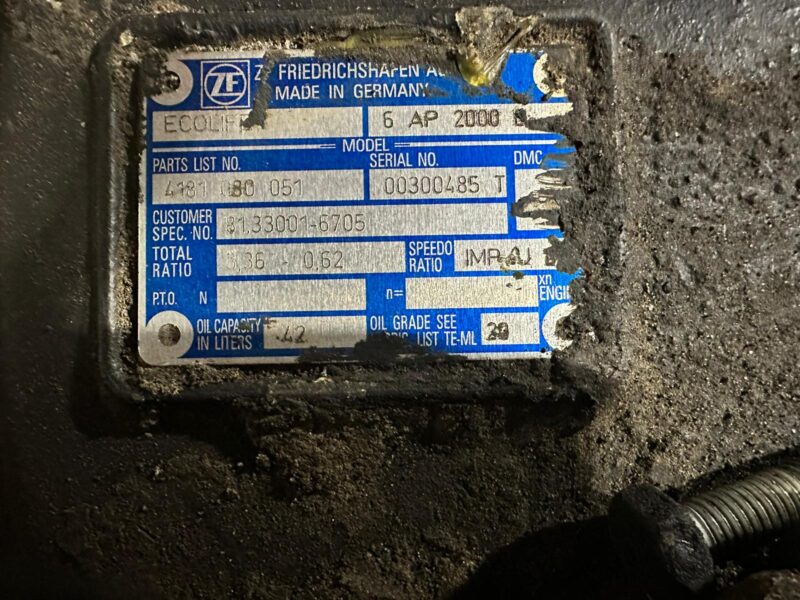 ZF FRIEDRICHSHAFEN
MADE IN GERMANY
6 AP 2000
MODEL
PARTS LIST NO. SERIAL NO. DMC
051 00300485 T
CUSTOMER
SPEC. NO. 81.33001-6705
TOTAL
RATIO - 0,62 SPEEDO
RATIO
P.T.O. N n= xn
OIL CAPACITY
IN LITERS 42 OIL GRADE SEE
LIST TE-ML 20